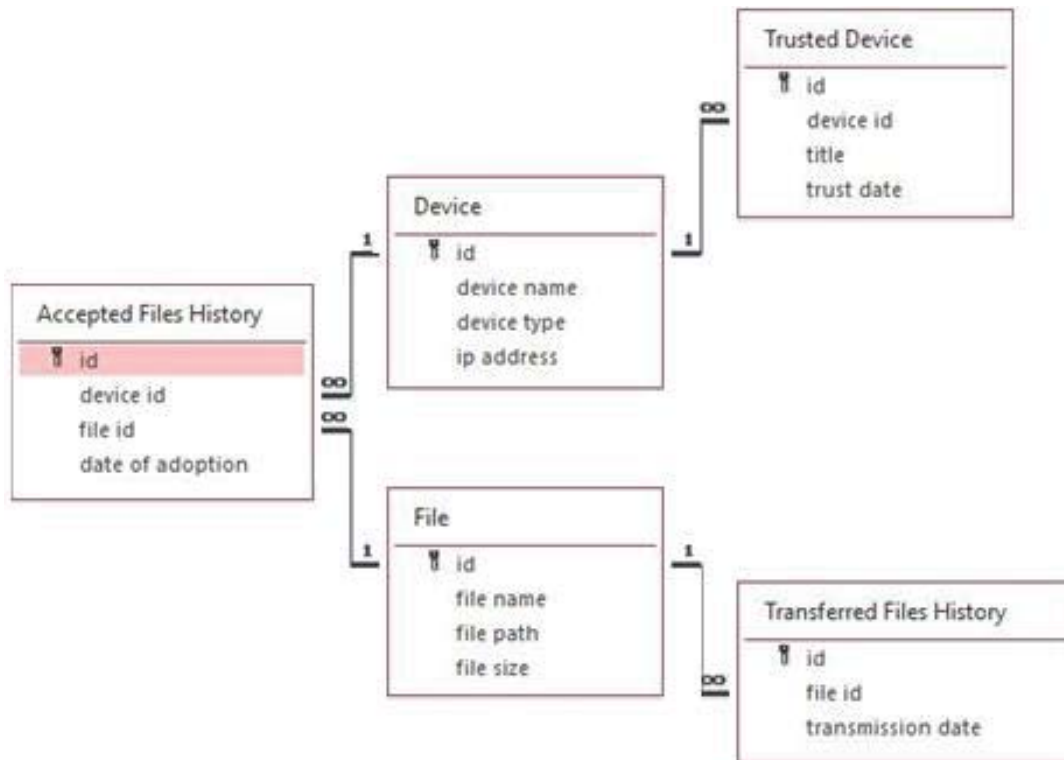 Trusted Device
id
device id
title
trust date
∞
Device
id
device name
device type
ip address
1
1
Accepted Files History
id
device id
file id
date of adoption
∞
∞
File
id
file name
file path
file size
1
1
Transferred Files History
id
file id
transmission date
∞